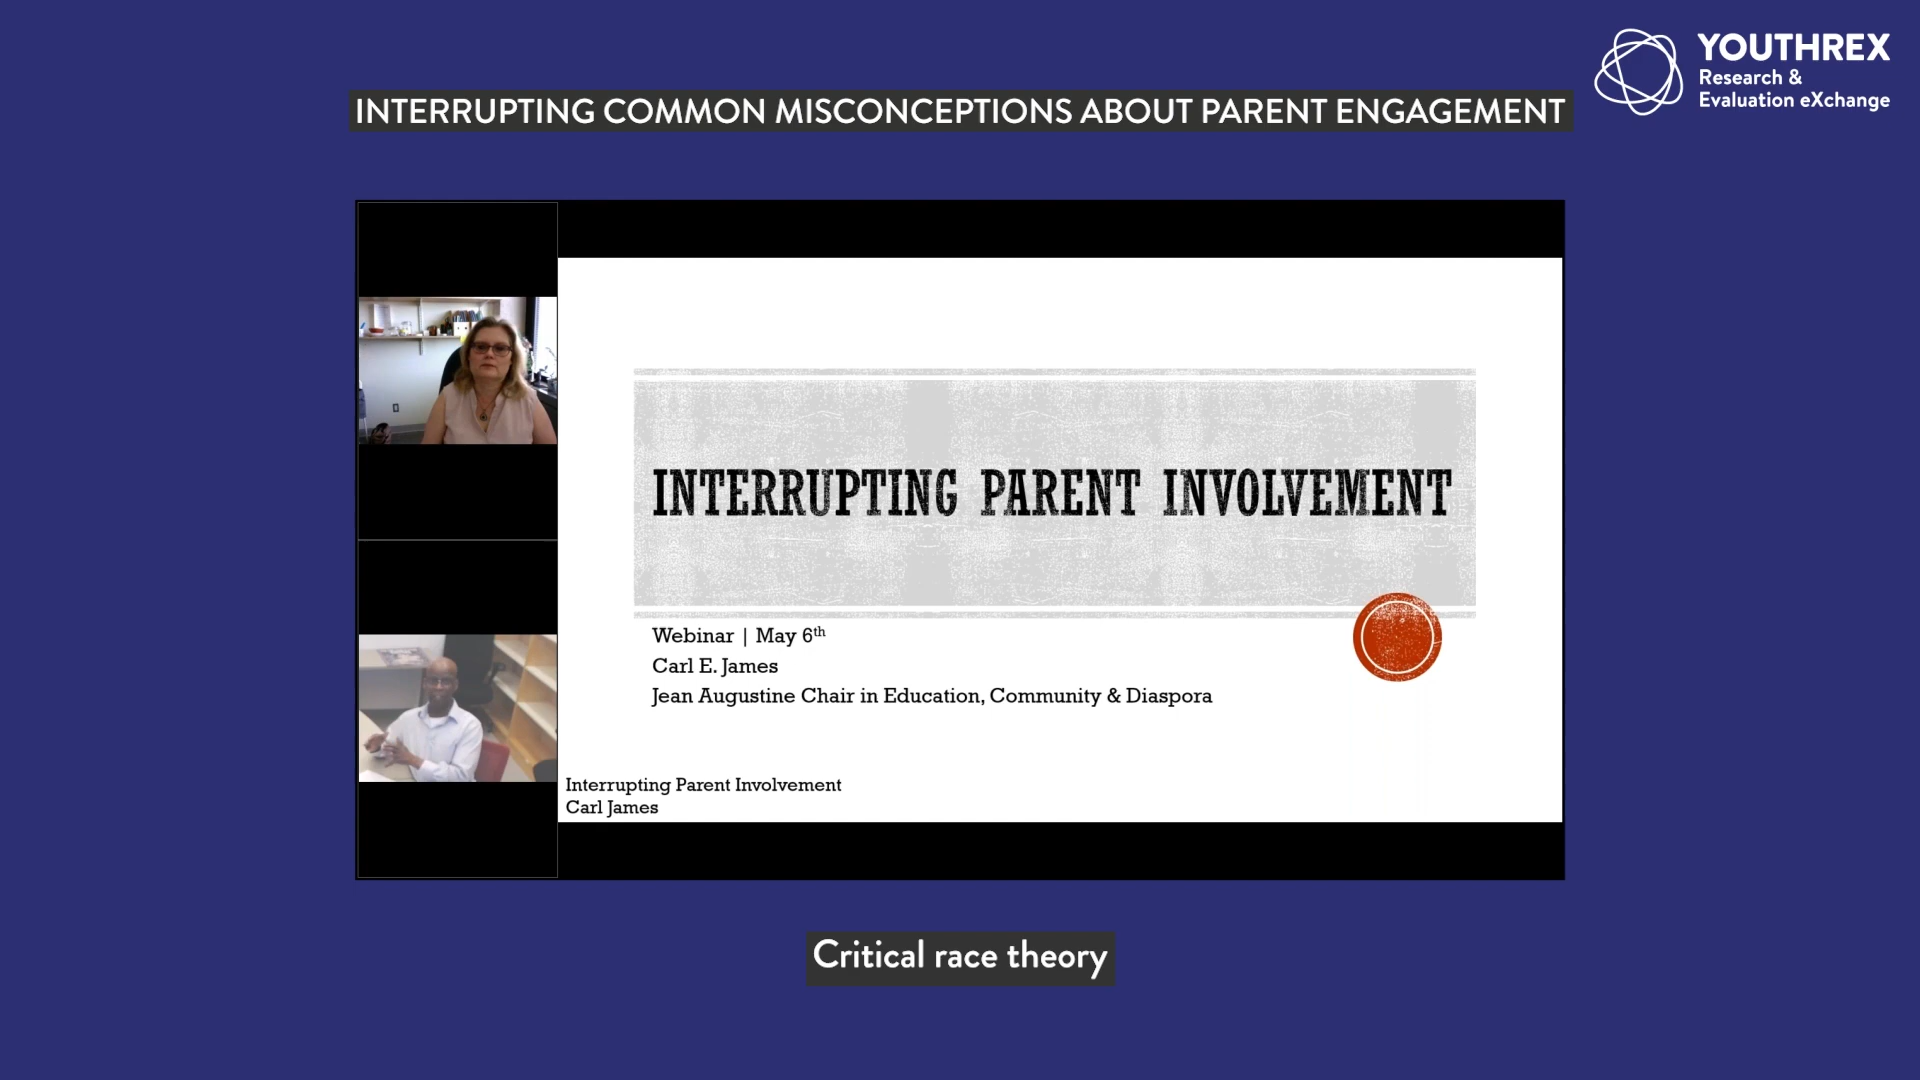 YOUTHREX
Research &
Evaluation eXchange
INTERRUPTING COMMON MISCONCEPTIONS ABOUT PARENT ENGAGEMENT
INTERRUPTING PARENT INVOLVEMENT
Webinar | May 6th
Carl E. James
Jean Augustine Chair in Education, Community & Diaspora
Interrupting Parent Involvement
Carl James
Critical race theory